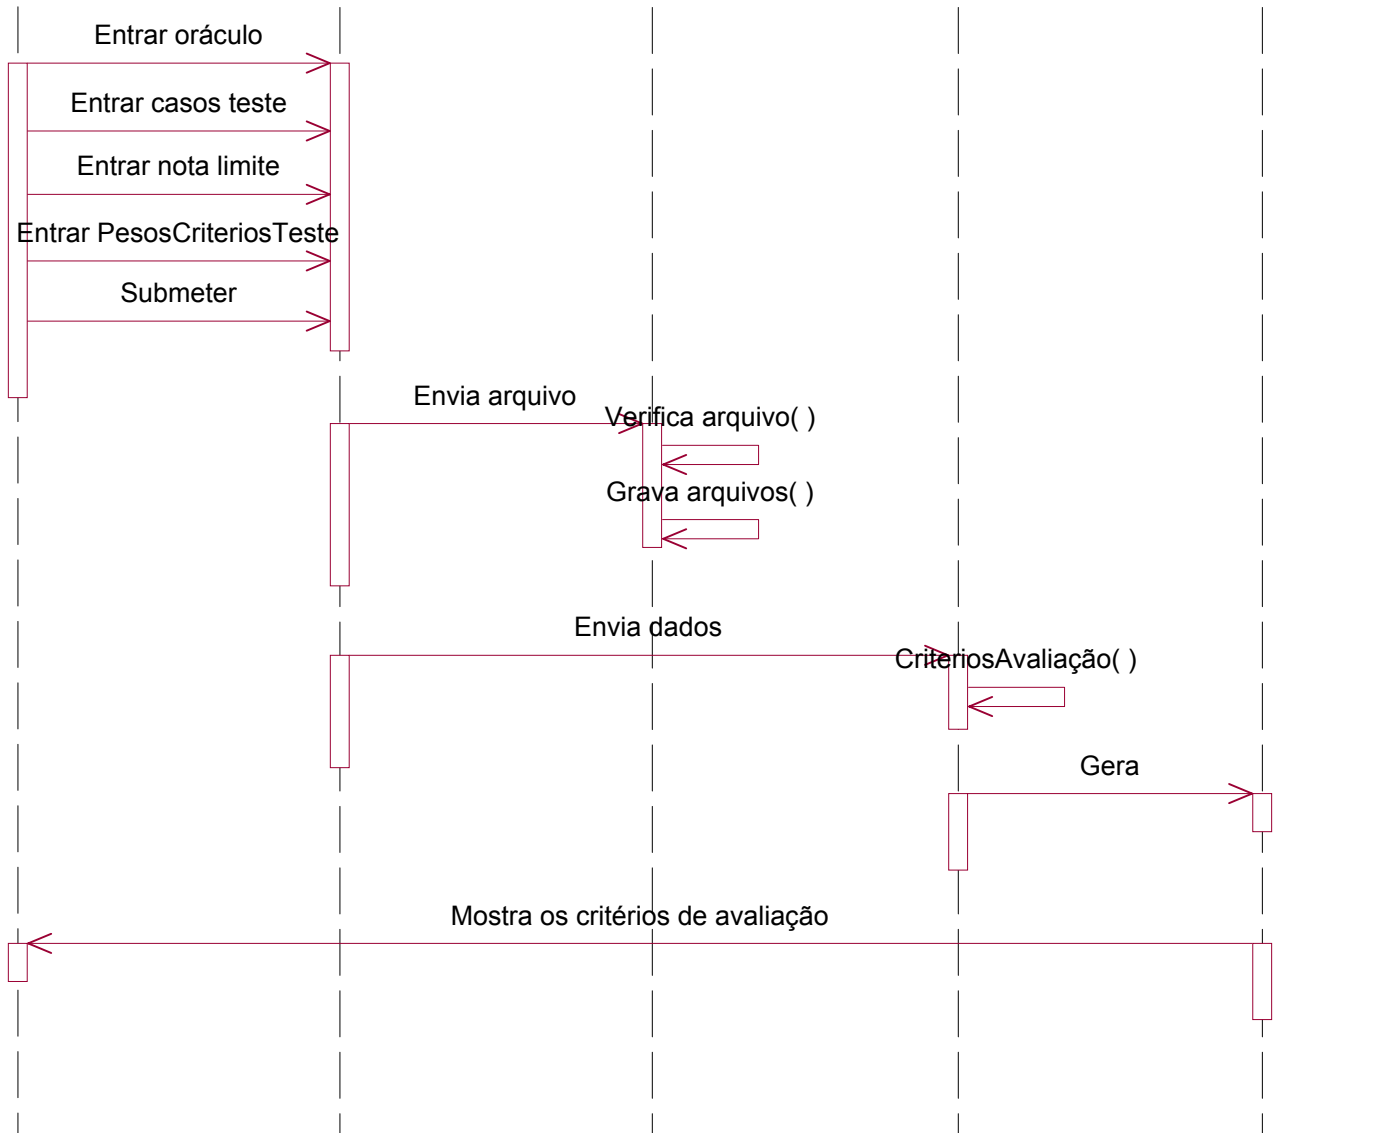 Entrar oráculo
Entrar casos teste
Entrar nota limite
Entrar PesosCriteriosTeste
Submeter
Envia arquivo
Verifica arquivo( )
Grava arquivos( )
Envia dados
CriteriosAvaliação( )
Gera
Mostra os critérios de avaliação